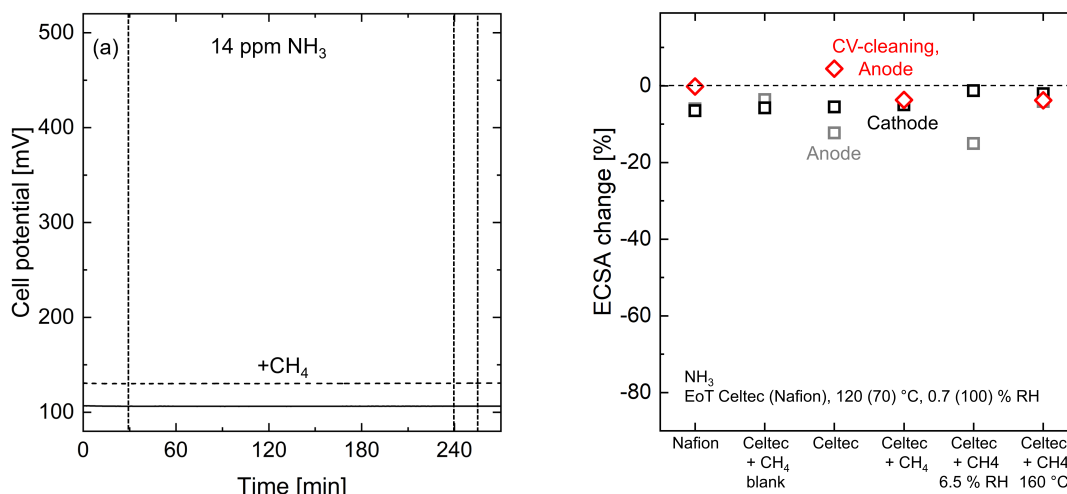 (a)
14 ppm NH₃
+CH₄
500
400
300
200
100
0
60
120
180
240
Cell potential [mV]
Time [min]
CV-cleaning,
Anode
Cathode
Anode
0
-20
-40
-60
-80
ECSA change [%]
NH₃
EoT Celtec (Nafion), 120 (70) °C, 0.7 (100) % RH
Nafion
Celtec
+ CH₄
blank
Celtec
Celtec
+ CH₄
Celtec
+ CH4
6.5 % RH
Celtec
+ CH4
160 °C